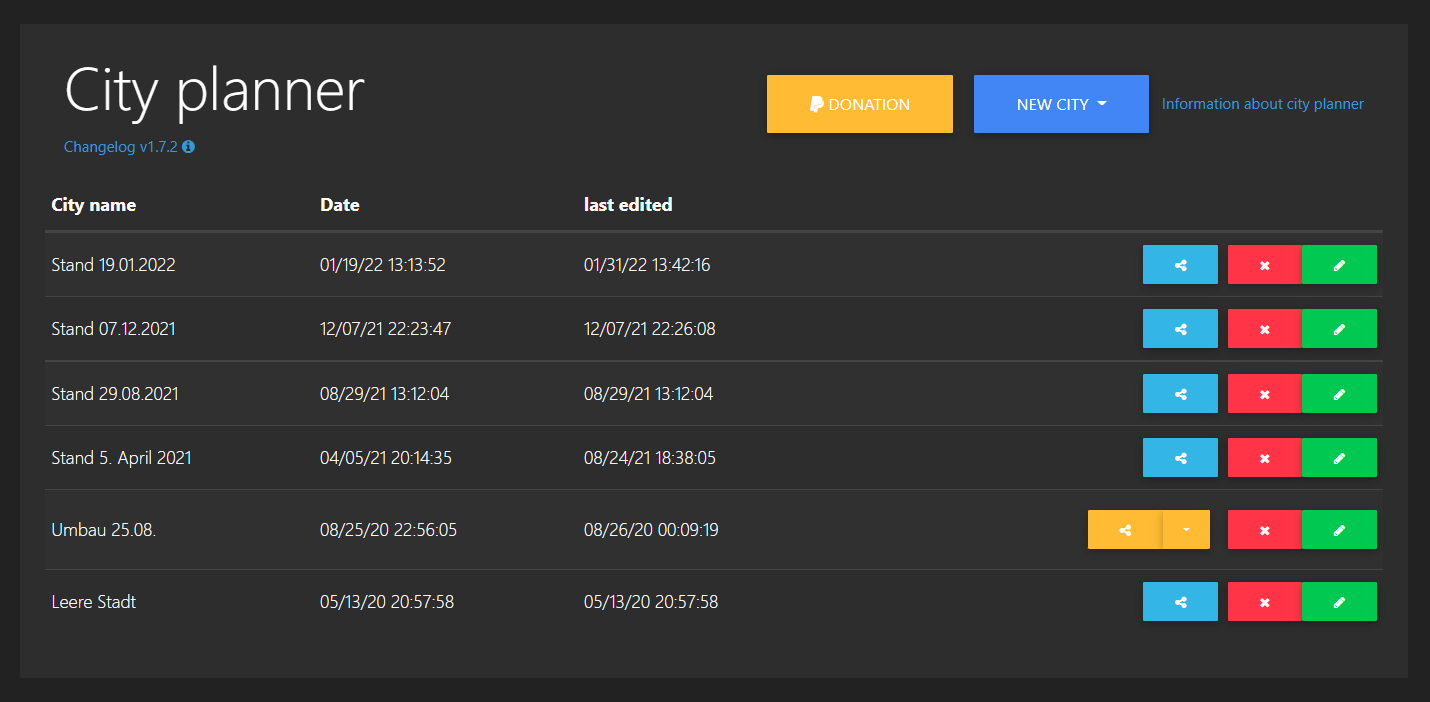 City planner
DONATION
NEW CITY
Information about city planner
Changelog v1.7.2
City name Date last edited
Stand 19.01.2022 01/19/22 13:13:52 01/31/22 13:42:16
Stand 07.12.2021 12/07/21 22:23:47 12/07/21 22:26:08
Stand 29.08.2021 08/29/21 13:12:04 08/29/21 13:12:04
Stand 5. April 2021 04/05/21 20:14:35 08/24/21 18:38:05
Umbau 25.08. 08/25/20 22:56:05 08/26/20 00:09:19
Leere Stadt 05/13/20 20:57:58 05/13/20 20:57:58